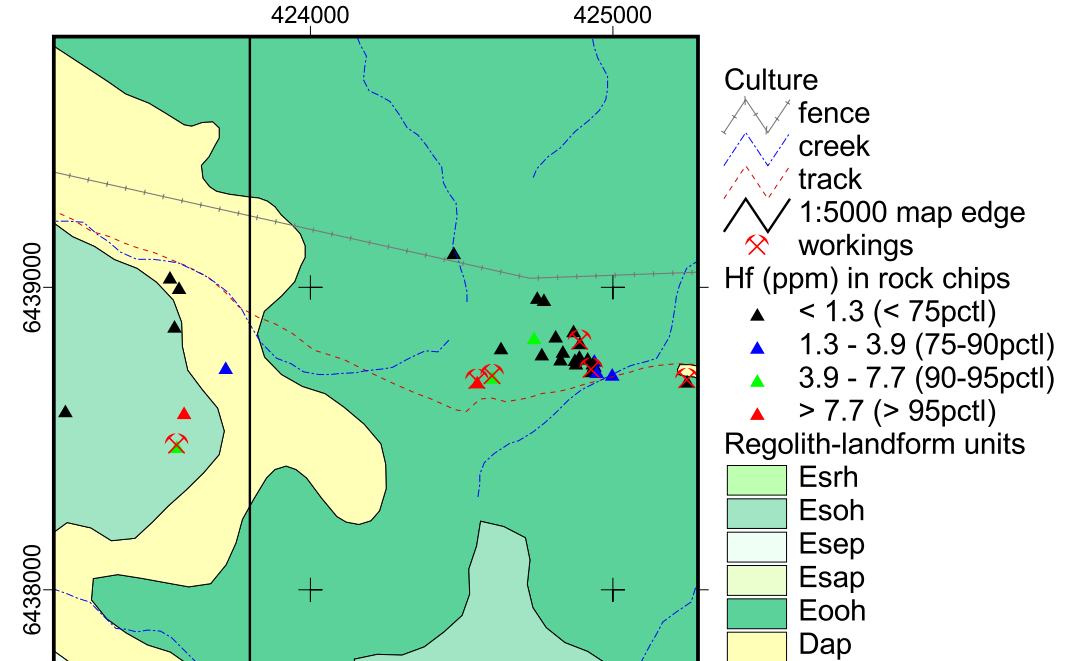 424000 425000
6439000
6438000
Culture
fence
creek
track
1:5000 map edge
workings
Hf (ppm) in rock chips
< 1.3 (< 75pctl)
1.3 - 3.9 (75-90pctl)
3.9 - 7.7 (90-95pctl)
> 7.7 (> 95pctl)
Regolith-landform units
Esrh
Esoh
Esep
Esap
Eooh
Dap